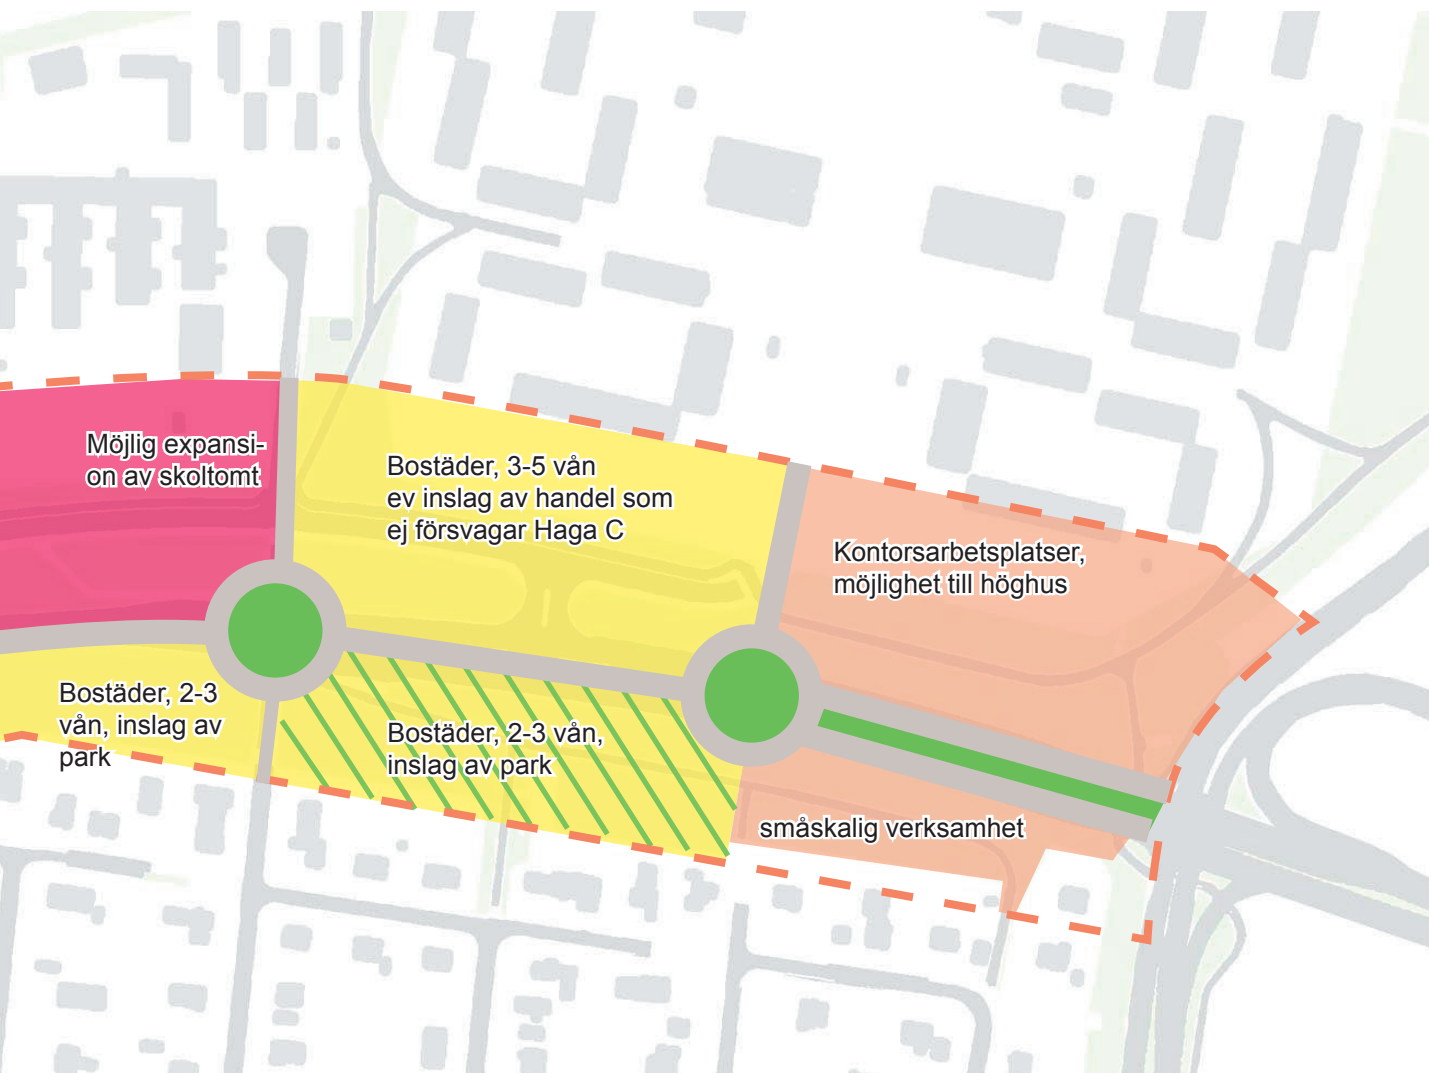 Möjlig expansi-
on av skoltomt
Bostäder, 3-5 vån
ev inslag av handel som
ej försvagar Haga C
Kontorsarbetsplatser,
möjlighet till höghus
Bostäder, 2-3
vån, inslag av
park
Bostäder, 2-3 vån,
inslag av park
småskalig verksamhet